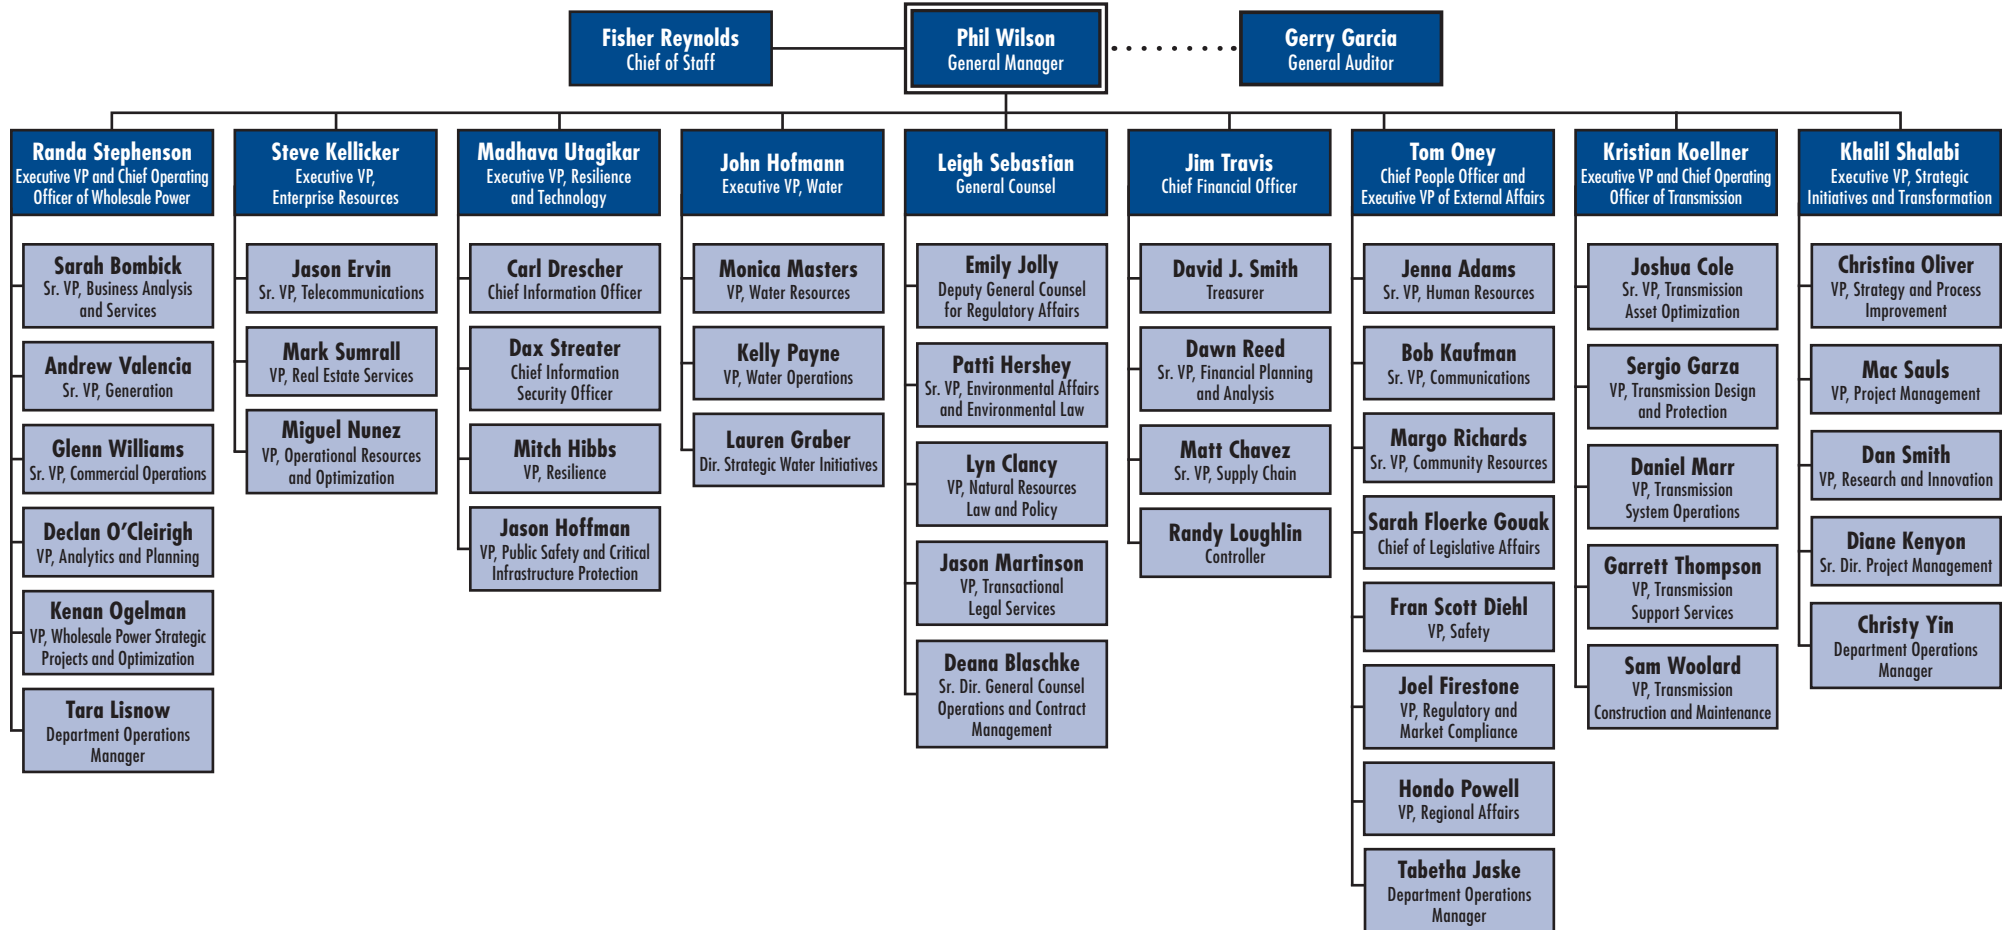 Fisher Reynolds
Chief of Staff
Phil Wilson
General Manager
Gerry Garcia
General Auditor
Randa Stephenson
Executive VP and Chief Operating
Officer of Wholesale Power
Sarah Bombick
Sr. VP, Business Analysis
and Services
Andrew Valencia
Sr. VP, Generation
Glenn Williams
Sr. VP, Commercial Operations
Declan O’Cleirigh
VP, Analytics and Planning
Kenan Ogelman
VP, Wholesale Power Strategic
Projects and Optimization
Tara Lisnow
Department Operations
Manager
Steve Kellicker
Executive VP,
Enterprise Resources
Jason Ervin
Sr. VP, Telecommunications
Mark Sumrall
VP, Real Estate Services
Miguel Nunez
VP, Operational Resources
and Optimization
Madhava Utagikar
Executive VP, Resilience
and Technology
Carl Drescher
Chief Information Officer
Dax Streater
Chief Information
Security Officer
Mitch Hibbs
VP, Resilience
Jason Hoffman
VP, Public Safety and Critical
Infrastructure Protection
John Hofmann
Executive VP, Water
Monica Masters
VP, Water Resources
Kelly Payne
VP, Water Operations
Lauren Graber
Dir. Strategic Water Initiatives
Leigh Sebastian
General Counsel
Emily Jolly
Deputy General Counsel
for Regulatory Affairs
Patti Hershey
Sr. VP, Environmental Affairs
and Environmental Law
Lyn Clancy
VP, Natural Resources
Law and Policy
Jason Martinson
VP, Transactional
Legal Services
Deana Blaschke
Sr. Dir. General Counsel
Operations and Contract
Management
Jim Travis
Chief Financial Officer
David J. Smith
Treasurer
Dawn Reed
Sr. VP, Financial Planning
and Analysis
Matt Chavez
Sr. VP, Supply Chain
Randy Loughlin
Controller
Tom Oney
Chief People Officer and
Executive VP of External Affairs
Jenna Adams
Sr. VP, Human Resources
Bob Kaufman
Sr. VP, Communications
Margo Richards
Sr. VP, Community Resources
Sarah Floerke Gouak
Chief of Legislative Affairs
Fran Scott Diehl
VP, Safety
Joel Firestone
VP, Regulatory and
Market Compliance
Hondo Powell
VP, Regional Affairs
Tabetha Jaske
Department Operations
Manager
Kristian Koellner
Executive VP and Chief Operating
Officer of Transmission
Joshua Cole
Sr. VP, Transmission
Asset Optimization
Sergio Garza
VP, Transmission Design
and Protection
Daniel Marr
VP, Transmission
System Operations
Garrett Thompson
VP, Transmission
Support Services
Sam Woolard
VP, Transmission
Construction and Maintenance
Khalil Shalabi
Executive VP, Strategic
Initiatives and Transformation
Christina Oliver
VP, Strategy and Process
Improvement
Mac Sauls
VP, Project Management
Dan Smith
VP, Research and Innovation
Diane Kenyon
Sr. Dir. Project Management
Christy Yin
Department Operations
Manager